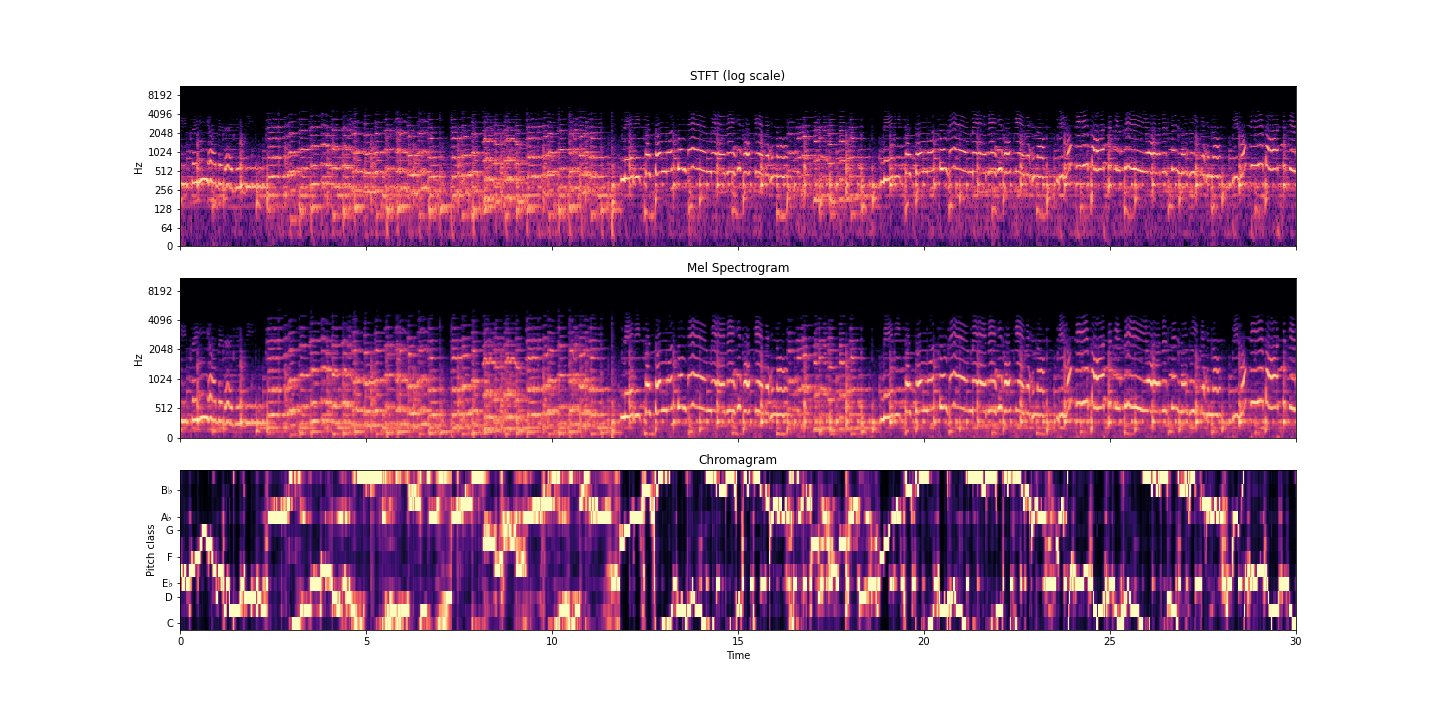 STFT (log scale)
8192
4096
2048
1024
512
256
128
64
0
Hz
Mel Spectrogram
8192
4096
2048
1024
512
0
Hz
Chromagram
B♭
A♭
G
F
E♭
D
C
Pitch class
0 5 10 15 20 25 30
Time